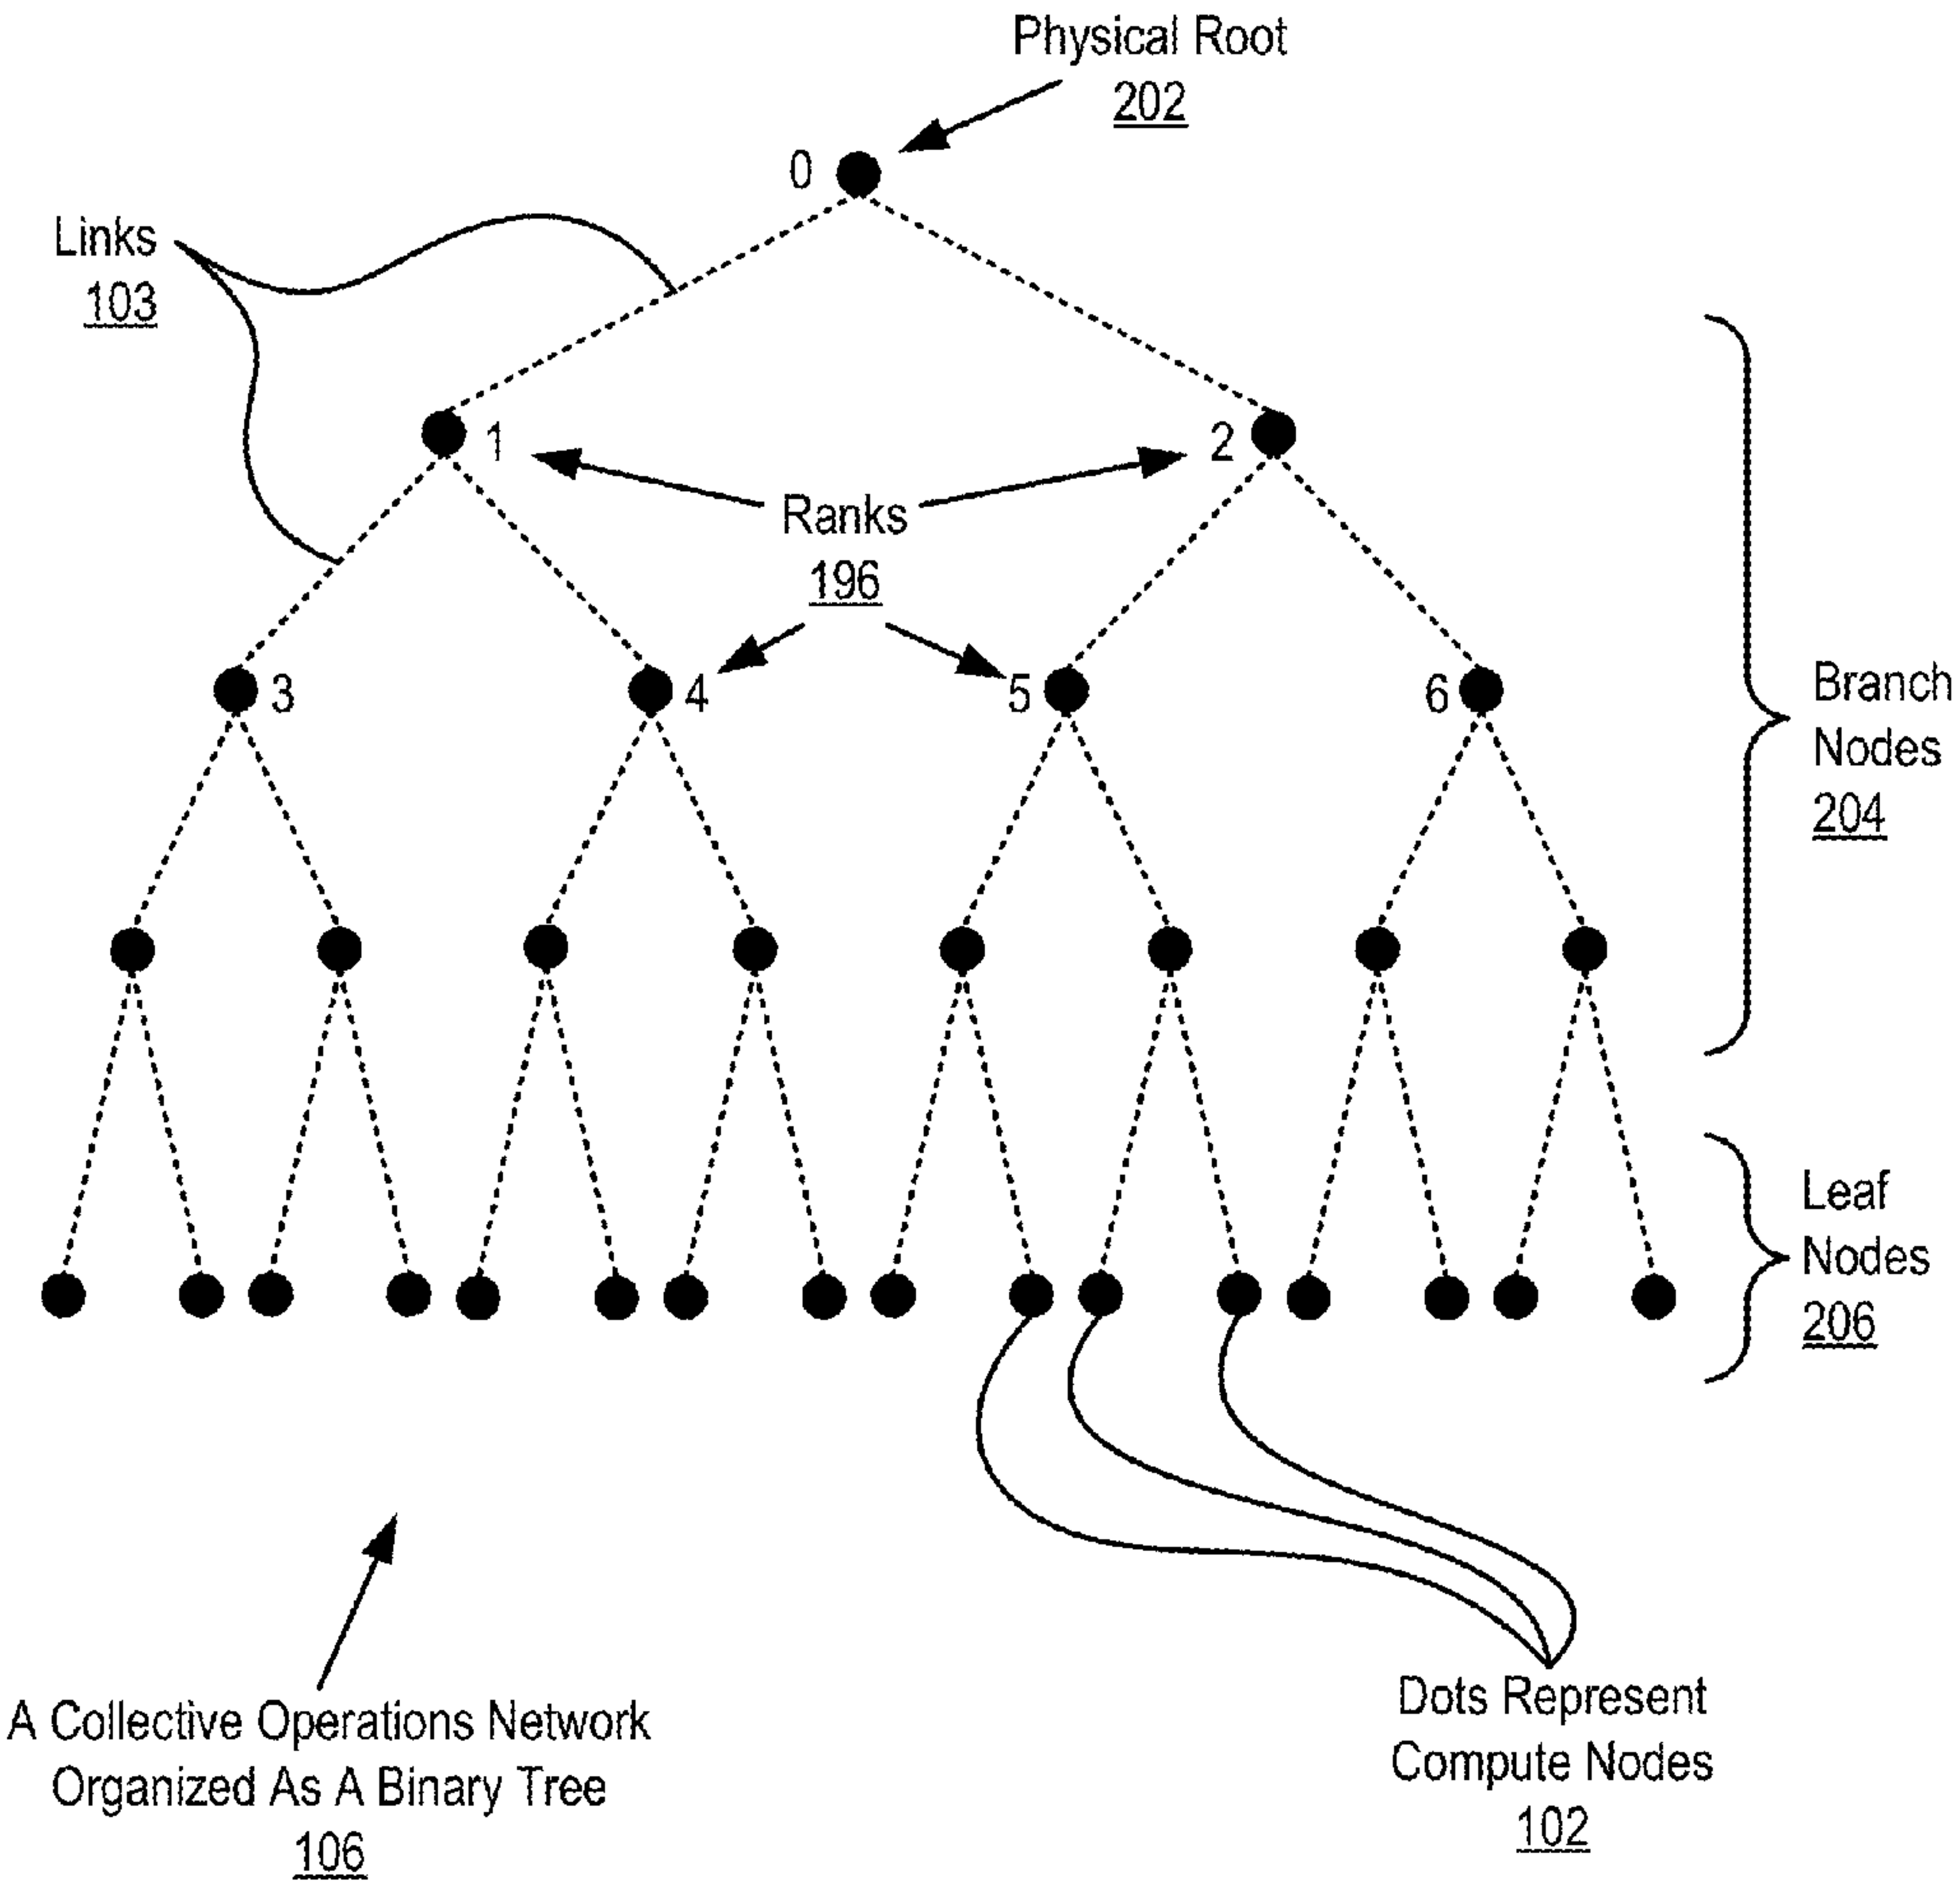 Physical Root
202
0
Links
103
1
2
Ranks
196
3
4
5
6
Branch
Nodes
204
Leaf
Nodes
206
A Collective Operations Network
Organized As A Binary Tree
106
Dots Represent
Compute Nodes
102